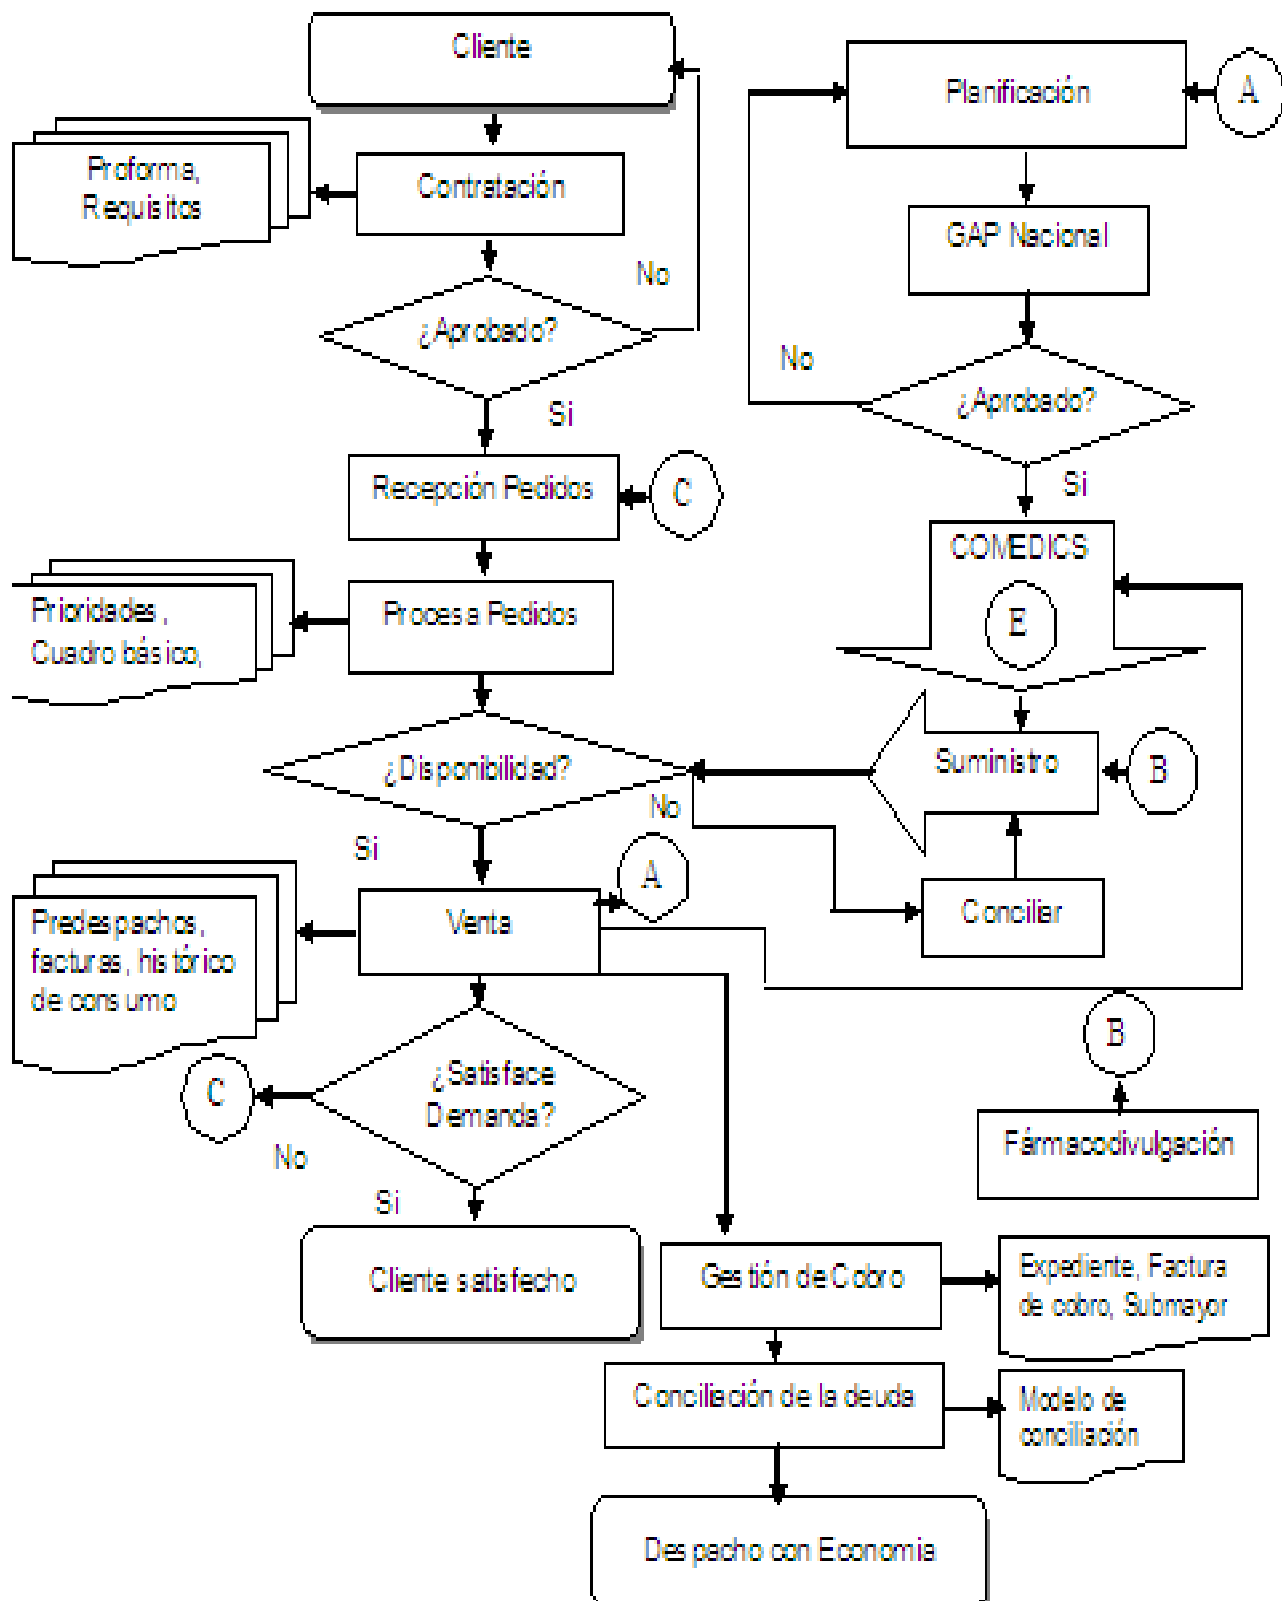 Cliente
Planificación
A
Proforma,
Requisitos
Contratación
GAP Nacional
No
¿Aprobado?
No
¿Aprobado?
Si
Si
Recepción Pedidos
C
COMEDICS
E
Prioridades,
Cuadro básico,
Procesa Pedidos
¿Disponibilidad?
Suministro
B
No
Si
A
Predespachos,
facturas, histórico
de consumo
Venta
Conciliar
B
¿Satisface
Demanda?
C
No
Si
Fármacodivulgación
Cliente satisfecho
Gestión de Cobro
Expediente, Factura
de cobro, Submayor
Conciliación de la deuda
Modelo de
conciliación
Despacho con Economia